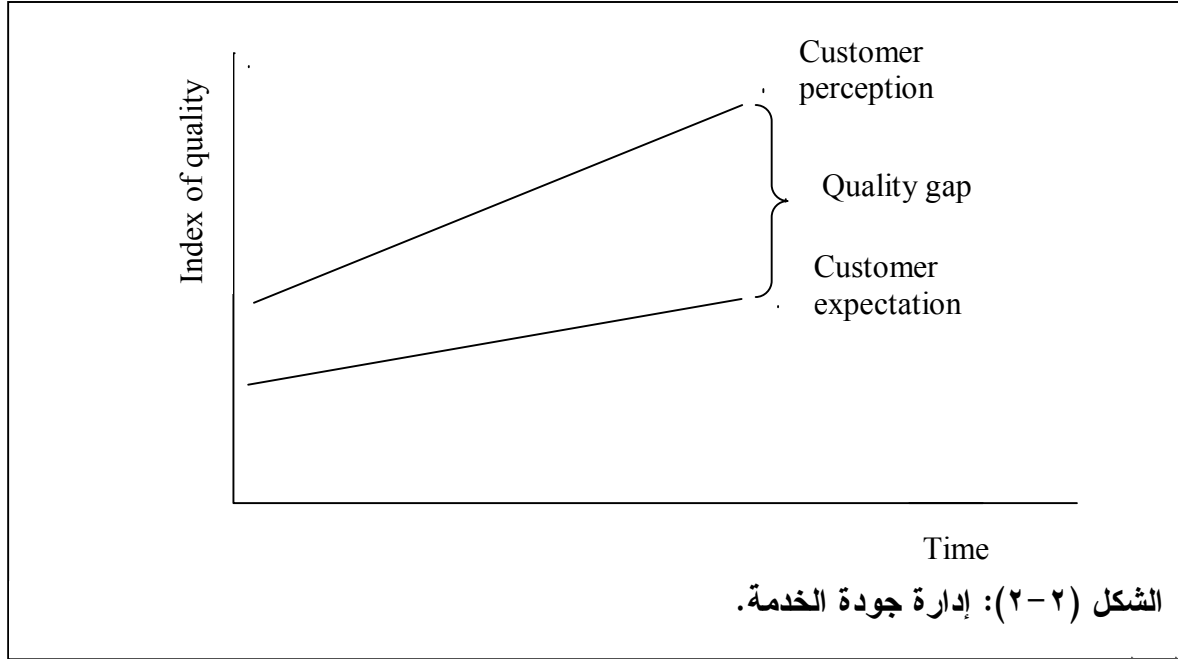 Customer
perception
Index of quality
Quality gap
Customer
expectation
Time
الشكل (٢-٢): إدارة جودة الخدمة.